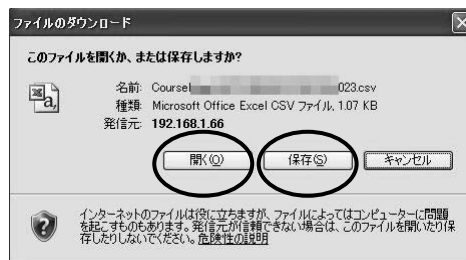 ファイルのダウンロード
このファイルを開くか、または保存しますか?
名前: Course 023.csv
種類: Microsoft Office Excel CSV ファイル, 1.07 KB
発信元: 192.168.1.66
開く(O) 保存(S) キャンセル
インターネットのファイルは役に立ちますが、ファイルによってはコンピューターに問題
を起こすものもあります。発信元が信頼できない場合は、このファイルを開いたり保
存したりしないでください。危険性の説明